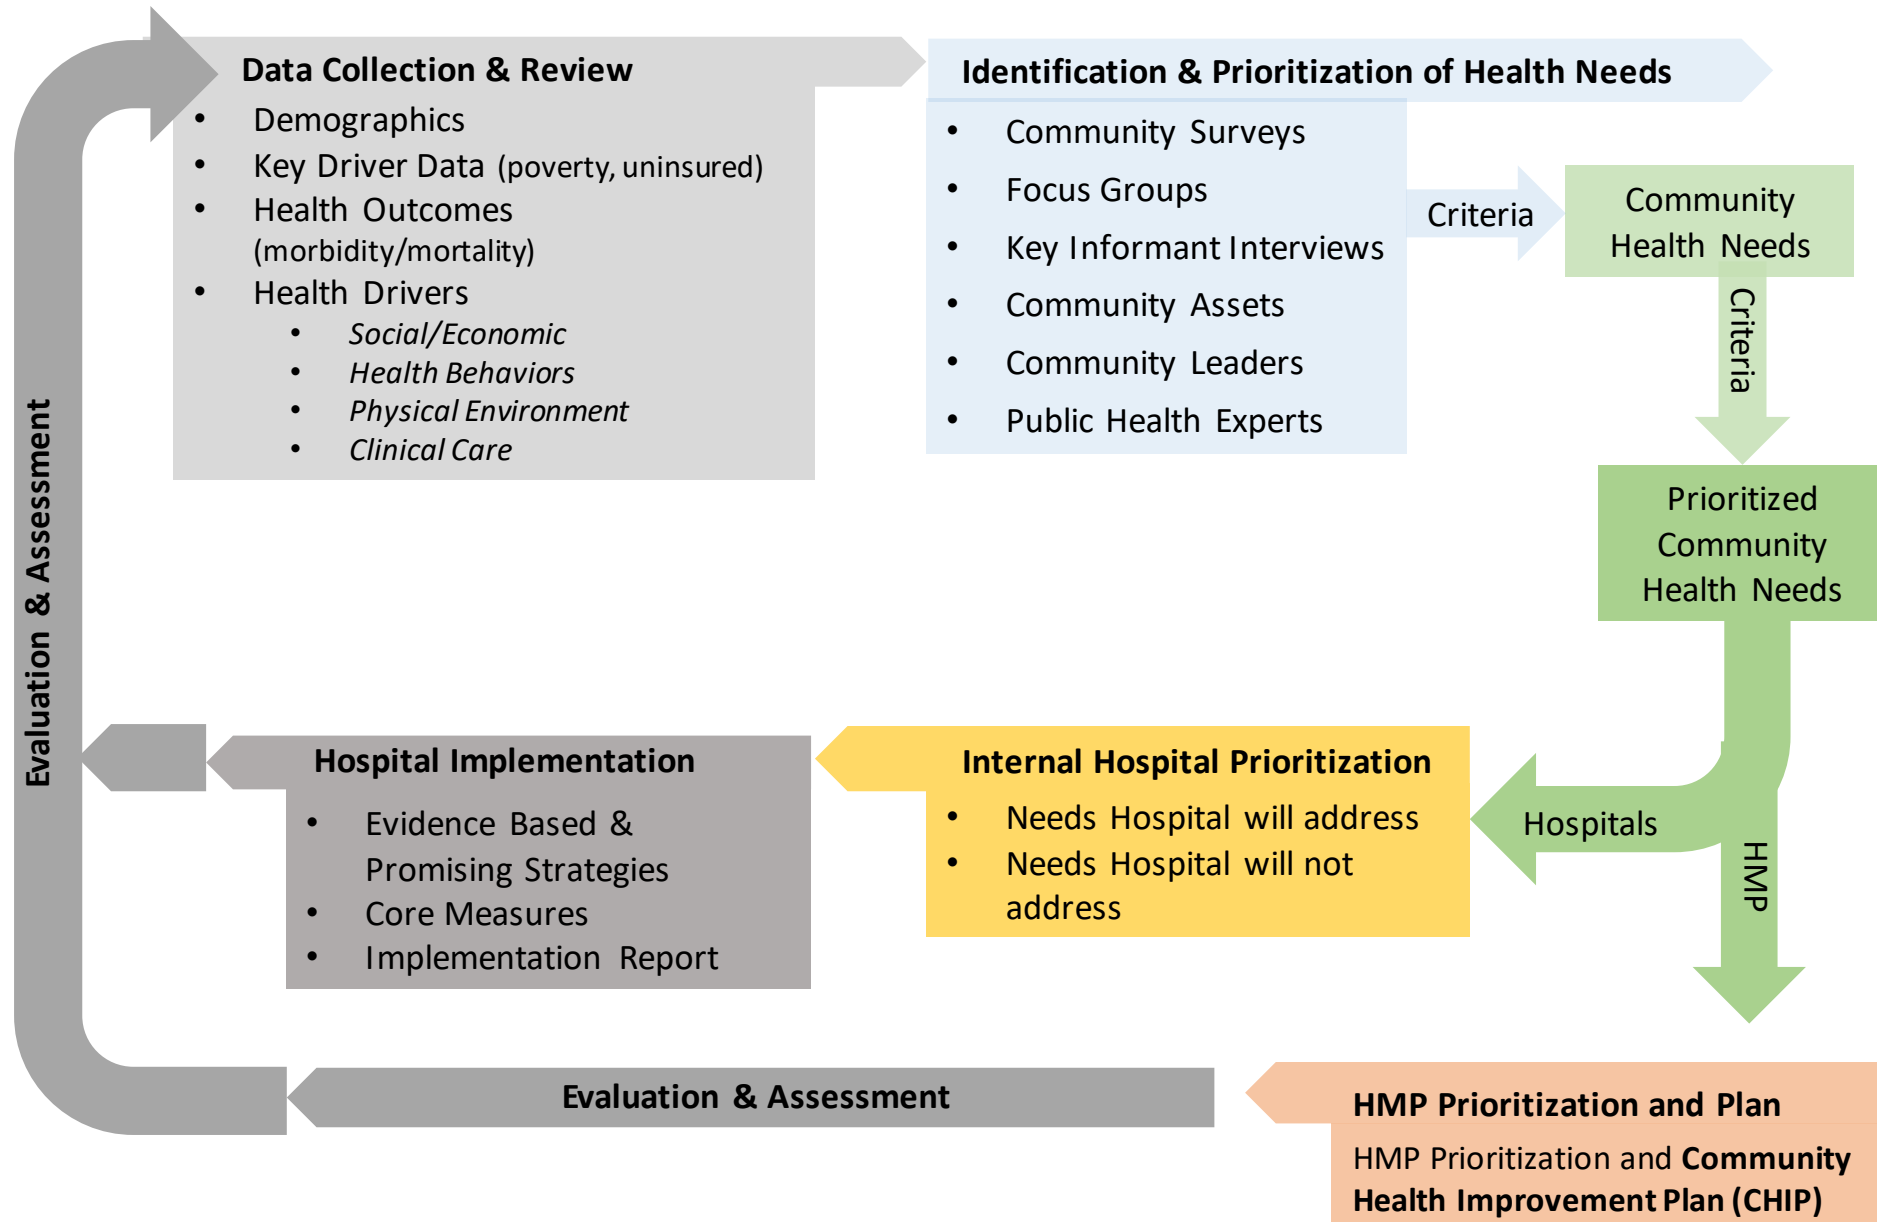 Data Collection & Review
• Demographics
• Key Driver Data (poverty, uninsured)
• Health Outcomes
(morbidity/mortality)
• Health Drivers
• Social/Economic
• Health Behaviors
• Physical Environment
• Clinical Care
Identification & Prioritization of Health Needs
• Community Surveys
• Focus Groups
• Key Informant Interviews
• Community Assets
• Community Leaders
• Public Health Experts
Criteria
Community
Health Needs
Criteria
Prioritized
Community
Health Needs
Hospitals
HMP
Internal Hospital Prioritization
• Needs Hospital will address
• Needs Hospital will not
address
Hospital Implementation
• Evidence Based &
Promising Strategies
• Core Measures
• Implementation Report
Evaluation & Assessment
HMP Prioritization and Plan
HMP Prioritization and Community
Health Improvement Plan (CHIP)
Evaluation & Assessment